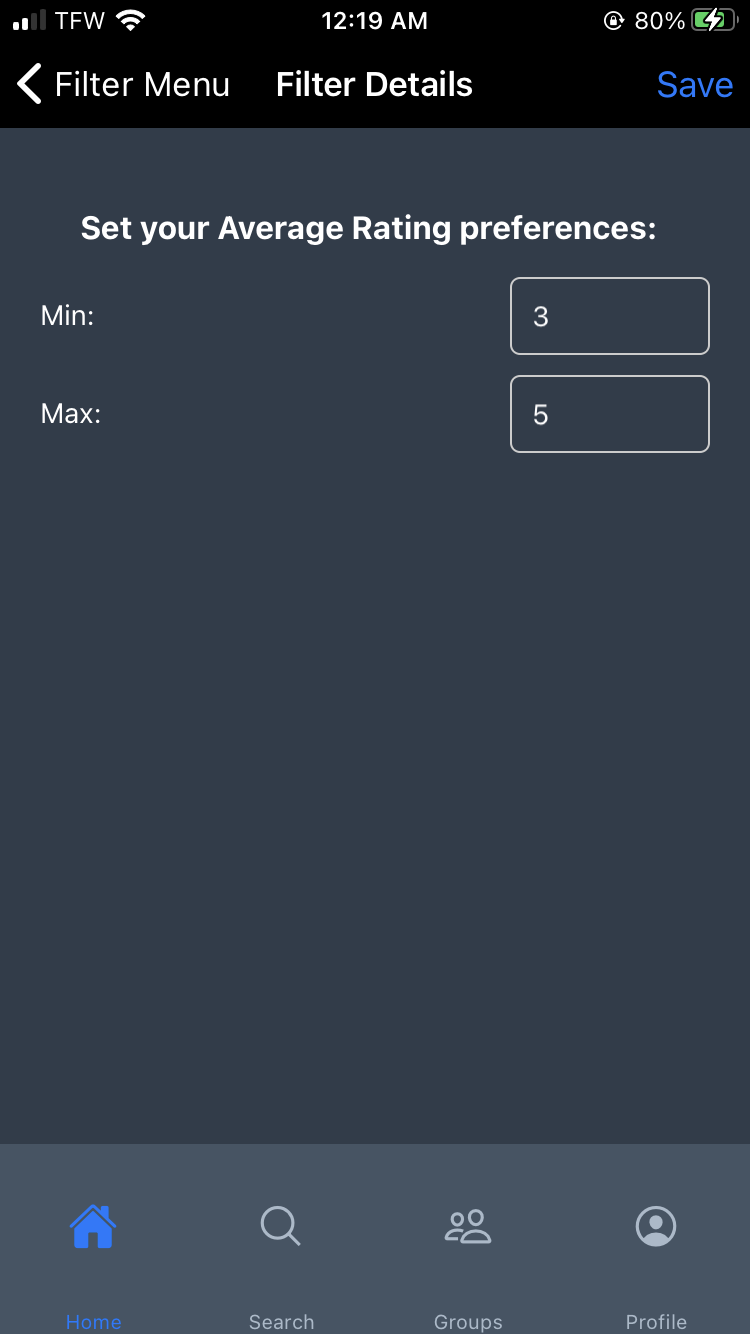 TFW 12:19 AM 80%
Filter Menu Filter Details Save
Set your Average Rating preferences:
Min: 3
Max: 5
Home Search Groups Profile